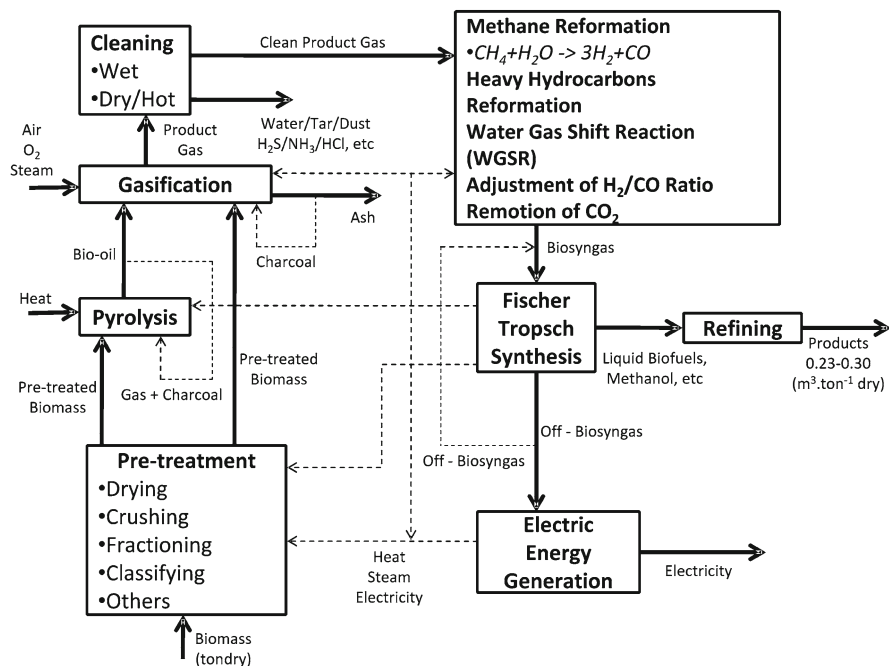 Cleaning
•Wet
•Dry/Hot
Clean Product Gas
Methane Reformation
•CH₄+H₂O -> 3H₂+CO
Heavy Hydrocarbons
Reformation
Water Gas Shift Reaction
(WGSR)
Adjustment of H₂/CO Ratio
Remotion of CO₂
Water/Tar/Dust
H₂S/NH₃/HCl, etc
Product
Gas
Air
O₂
Steam
Gasification
Ash
Charcoal
Bio-oil
Biosyngas
Heat
Pyrolysis
Fischer
Tropsch
Synthesis
Refining
Liquid Biofuels,
Methanol, etc
Products
0.23-0.30
(m³.ton⁻¹ dry)
Pre-treated
Biomass
Gas + Charcoal
Pre-treated
Biomass
Off - Biosyngas
Off - Biosyngas
Pre-treatment
•Drying
•Crushing
•Fractioning
•Classifying
•Others
Heat
Steam
Electricity
Electric
Energy
Generation
Electricity
Biomass
(tondry)